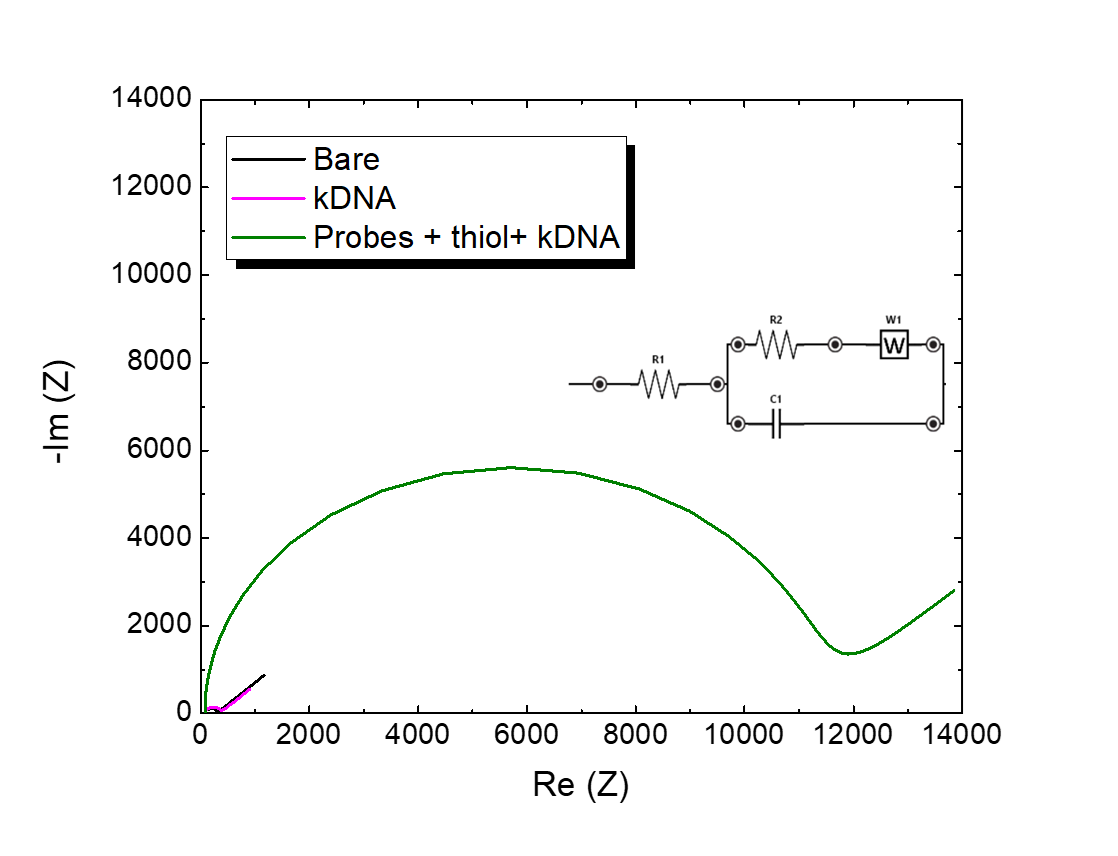 14000
12000
10000
8000
6000
4000
2000
0
-Im (Z)
Bare
kDNA
Probes + thiol+ kDNA
R1
R2
W1
W
C1
0 2000 4000 6000 8000 10000 12000 14000
Re (Z)